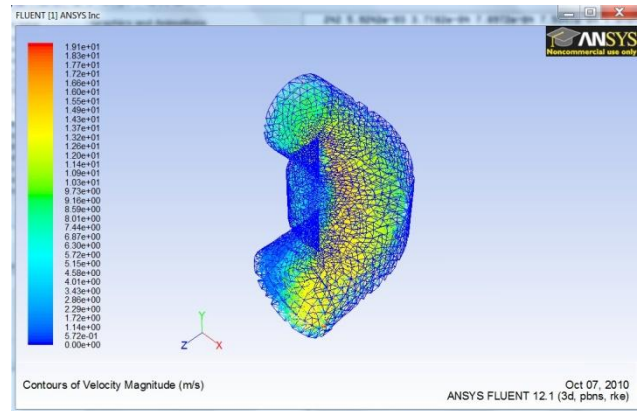 FLUENT [1] ANSYS Inc
ANSYS
Noncommercial use only
1.91e+01
1.83e+01
1.77e+01
1.72e+01
1.66e+01
1.60e+01
1.55e+01
1.49e+01
1.43e+01
1.37e+01
1.32e+01
1.26e+01
1.20e+01
1.14e+01
1.09e+01
1.03e+01
9.73e+00
9.16e+00
8.59e+00
8.01e+00
7.44e+00
6.87e+00
6.30e+00
5.72e+00
5.15e+00
4.58e+00
4.01e+00
3.43e+00
2.86e+00
2.29e+00
1.72e+00
1.14e+00
5.72e-01
0.00e+00
Y
Z X
Contours of Velocity Magnitude (m/s)
Oct 07, 2010
ANSYS FLUENT 12.1 (3d, pbns, rke)